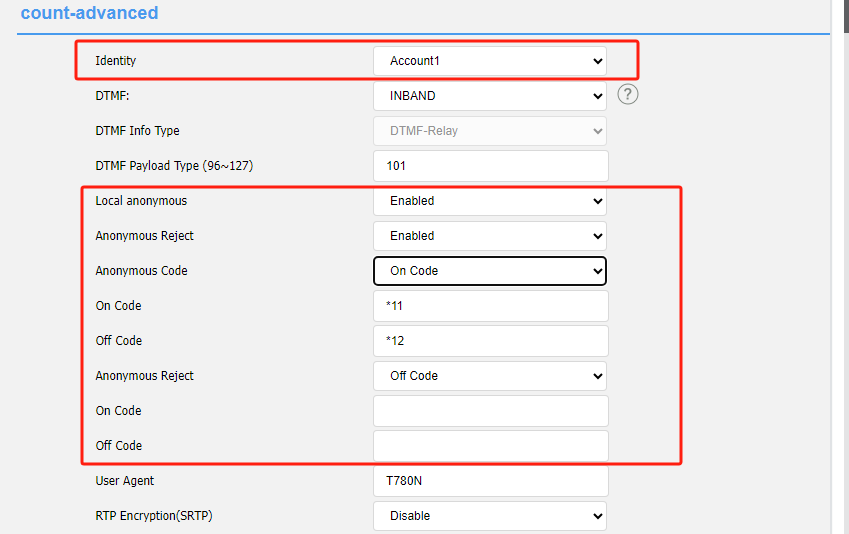 count-advanced
Identity Account1
DTMF: INBAND ?
DTMF Info Type DTMF-Relay
DTMF Payload Type (96~127) 101
Local anonymous Enabled
Anonymous Reject Enabled
Anonymous Code On Code
On Code *11
Off Code *12
Anonymous Reject Off Code
On Code
Off Code
User Agent T780N
RTP Encryption(SRTP) Disable